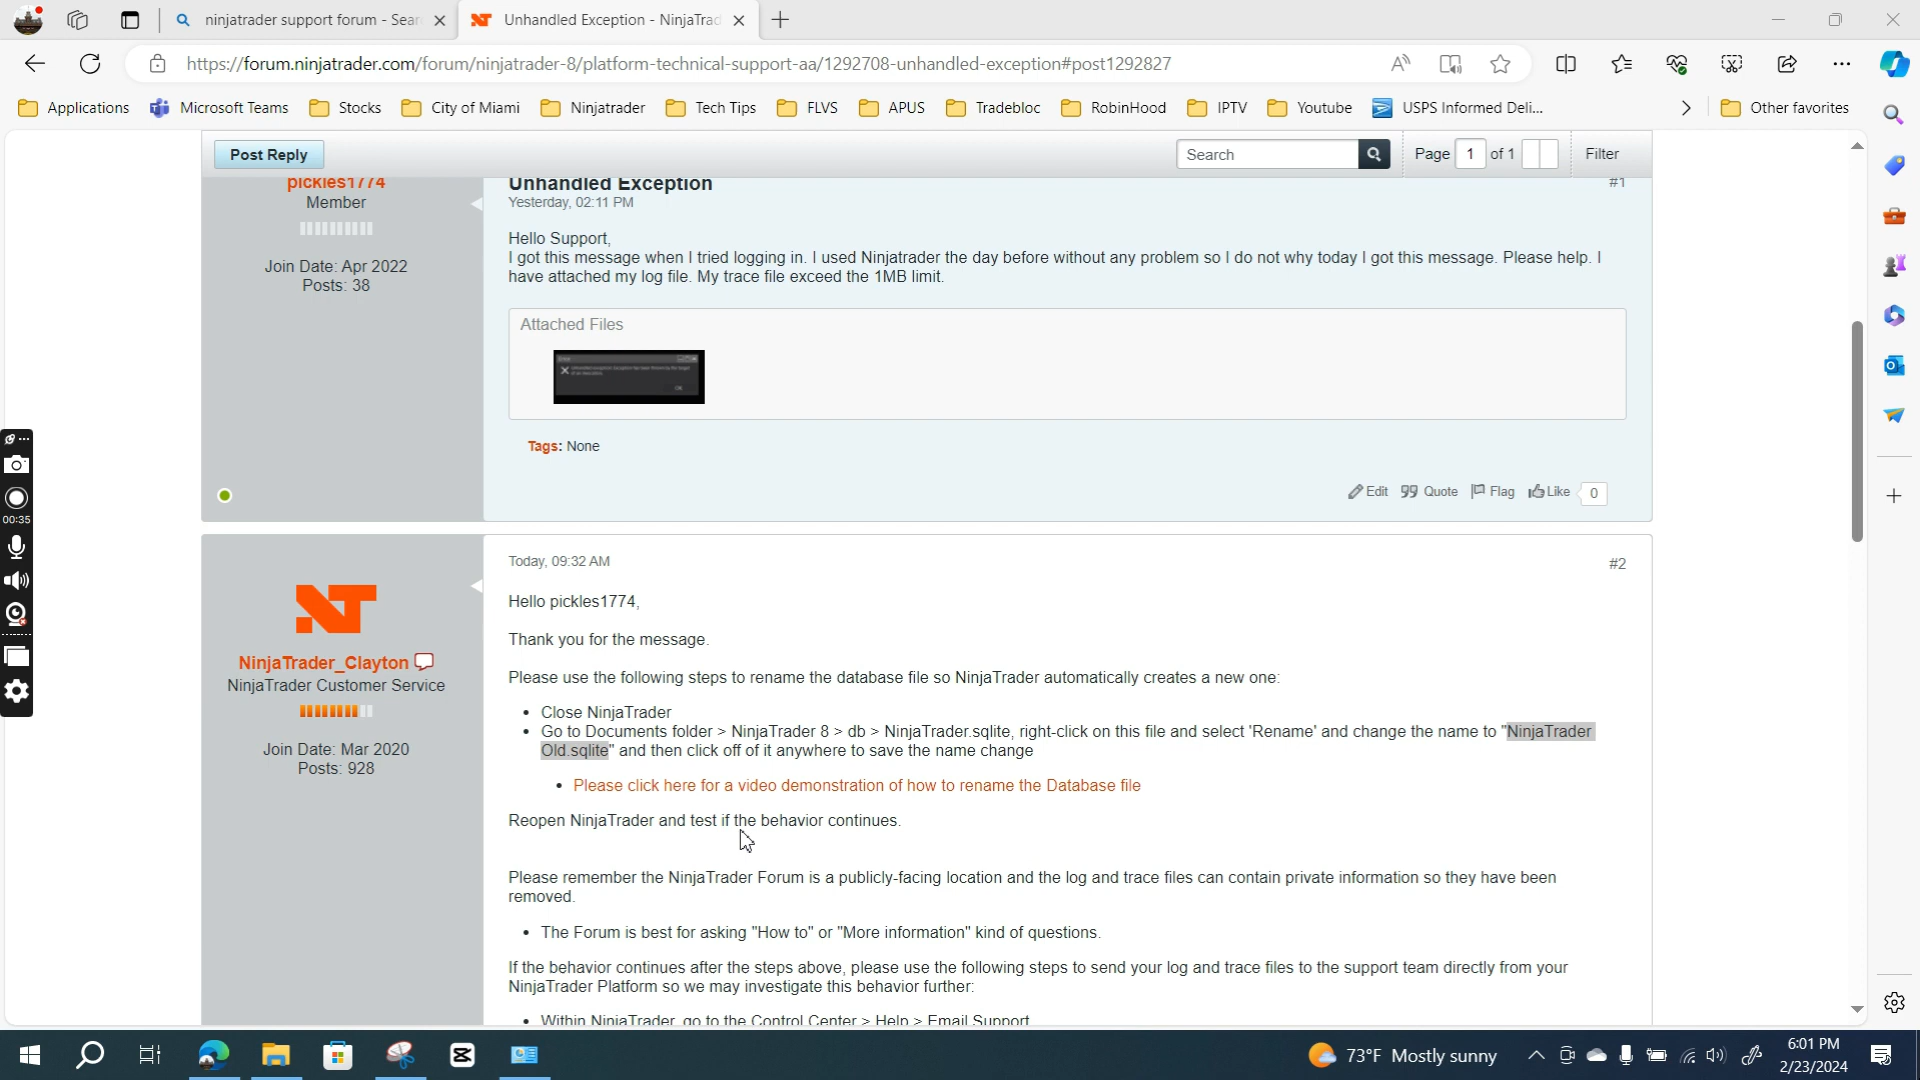 ninjatrader support forum - Sear
Unhandled Exception - NinjaTrad
https://forum.ninjatrader.com/forum/ninjatrader-8/platform-technical-support-aa/1292708-unhandled-exception#post1292827
Applications
Microsoft Teams
Stocks
City of Miami
Ninjatrader
Tech Tips
FLVS
APUS
Tradebloc
RobinHood
IPTV
Youtube
USPS Informed Deli...
Other favorites
Post Reply
Search
Page 1 of 1
Filter
pickles1774
Member
Join Date: Apr 2022
Posts: 38
Unhandled Exception
#1
Yesterday, 02:11 PM
Hello Support,
I got this message when I tried logging in. I used Ninjatrader the day before without any problem so I do not why today I got this message. Please help. I
have attached my log file. My trace file exceed the 1MB limit.
Attached Files
Tags: None
Edit
Quote
Flag
Like
0
00:35
NinjaTrader_Clayton
NinjaTrader Customer Service
Join Date: Mar 2020
Posts: 928
Today, 09:32 AM
#2
Hello pickles1774,
Thank you for the message.
Please use the following steps to rename the database file so NinjaTrader automatically creates a new one:
• Close NinjaTrader
• Go to Documents folder > NinjaTrader 8 > db > NinjaTrader.sqlite, right-click on this file and select 'Rename' and change the name to "NinjaTrader
Old.sqlite" and then click off of it anywhere to save the name change
• Please click here for a video demonstration of how to rename the Database file
Reopen NinjaTrader and test if the behavior continues.
Please remember the NinjaTrader Forum is a publicly-facing location and the log and trace files can contain private information so they have been
removed.
• The Forum is best for asking "How to" or "More information" kind of questions.
If the behavior continues after the steps above, please use the following steps to send your log and trace files to the support team directly from your
NinjaTrader Platform so we may investigate this behavior further:
• Within NinjaTrader, go to the Control Center > Help > Email Support
73°F Mostly sunny
6:01 PM
2/23/2024